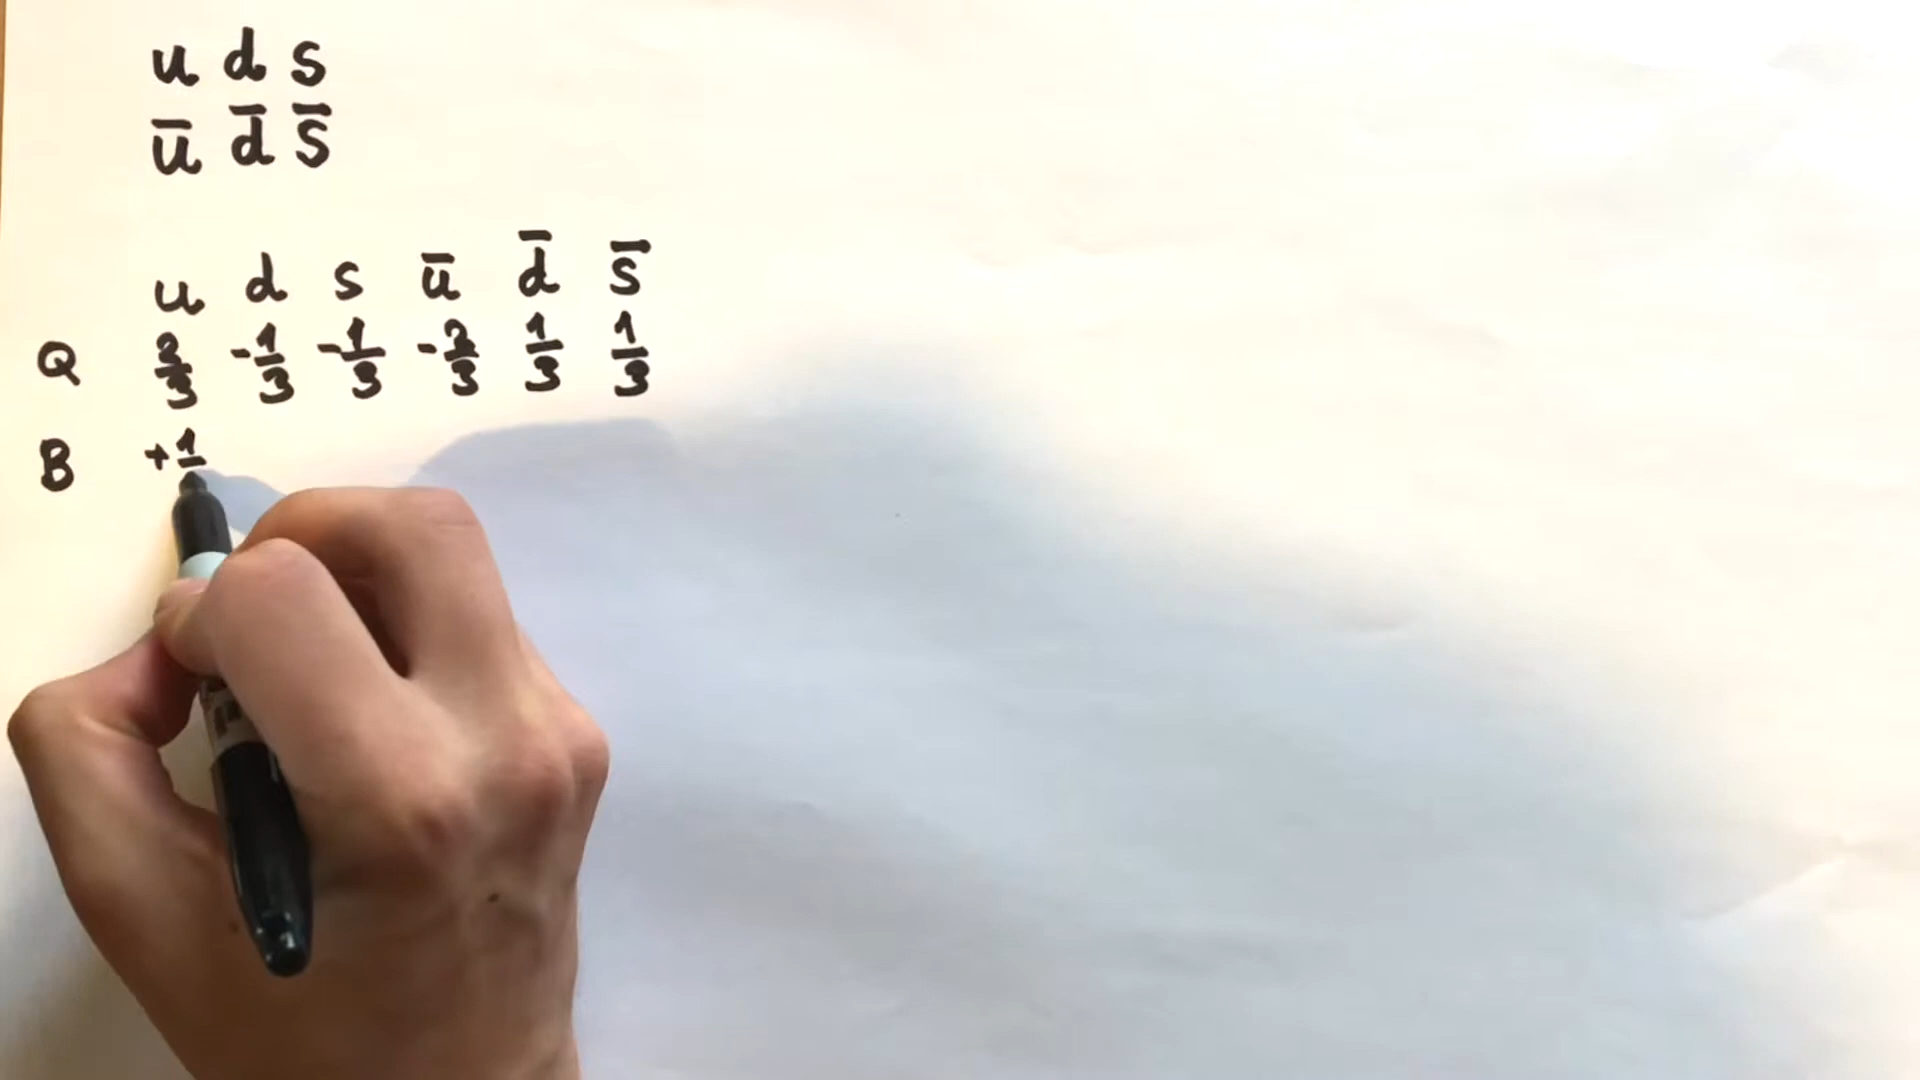 u d s
ū d̄ s̄
u d s ū d̄ s̄
Q 2/3 -1/3 -1/3 -2/3 1/3 1/3
B +1/